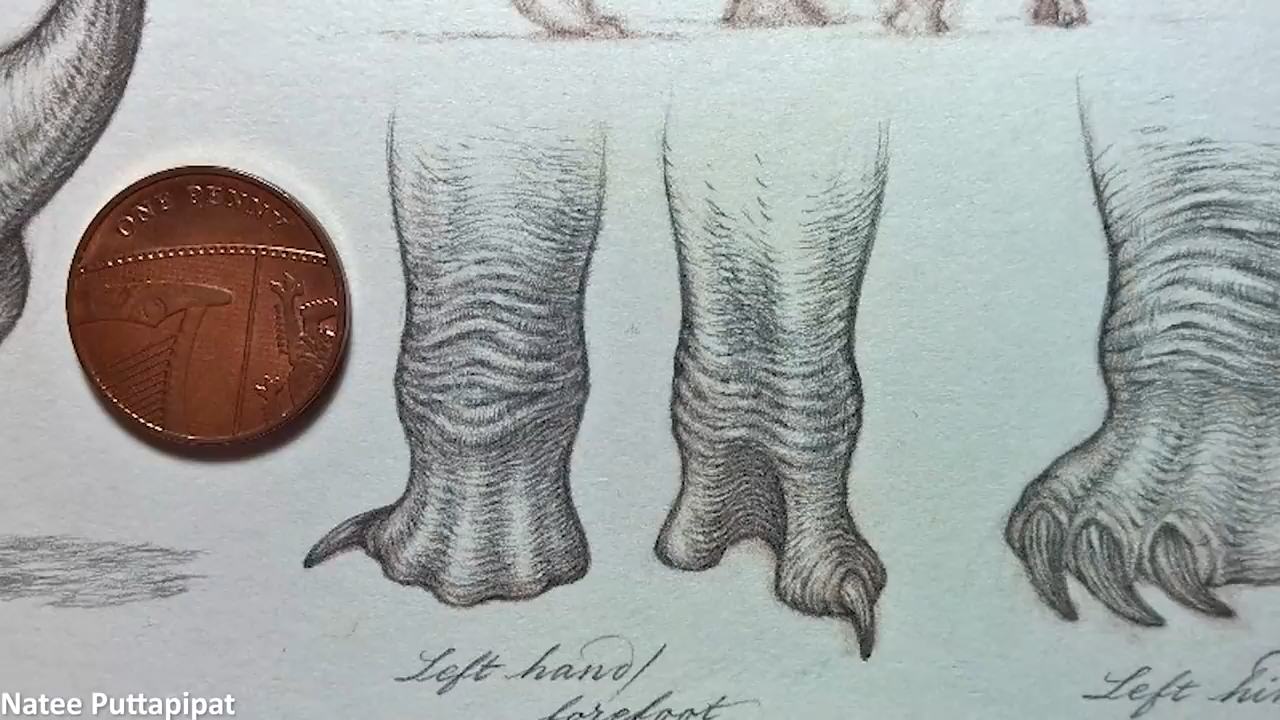 ONE PENNY
Left hand/
forefoot
Left hi
Natee Puttapipat